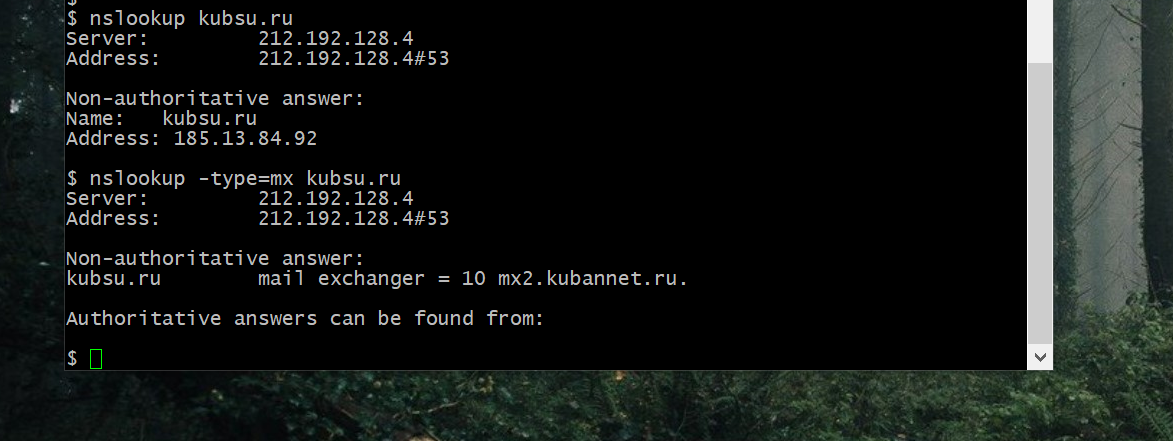 $ nslookup kubsu.ru
Server:         212.192.128.4
Address:        212.192.128.4#53
Non-authoritative answer:
Name:   kubsu.ru
Address: 185.13.84.92
$ nslookup -type=mx kubsu.ru
Server:         212.192.128.4
Address:        212.192.128.4#53
Non-authoritative answer:
kubsu.ru        mail exchanger = 10 mx2.kubannet.ru.
Authoritative answers can be found from:
$